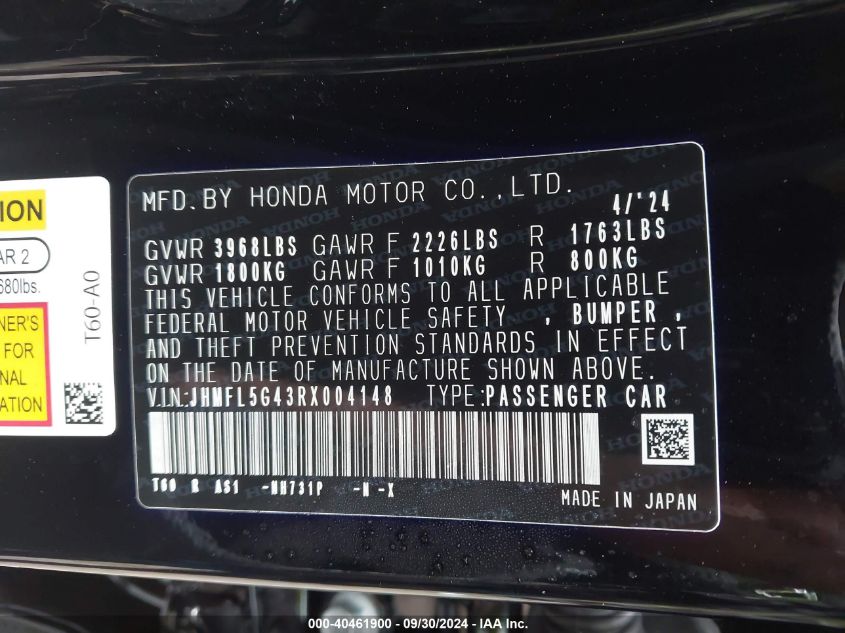 ION
AR 2
680lbs.
NER'S
FOR
NAL
ATION
T60-A0
MFD.BY HONDA MOTOR CO.,LTD. 4/'24
GVWR 3968LBS GAWR F 2226LBS R 1763LBS
GVWR 1800KG GAWR F 1010KG R 800KG
THIS VEHICLE CONFORMS TO ALL APPLICABLE
FEDERAL MOTOR VEHICLE SAFETY , BUMPER ,
AND THEFT PREVENTION STANDARDS IN EFFECT
ON THE DATE OF MANUFACTURE SHOWN ABOVE.
V.I.N.:JHMFL5G43RX004148 TYPE:PASSENGER CAR
T60 R AS1 -NH731P -N -X
MADE IN JAPAN
000-40461900 - 09/30/2024 - IAA Inc.